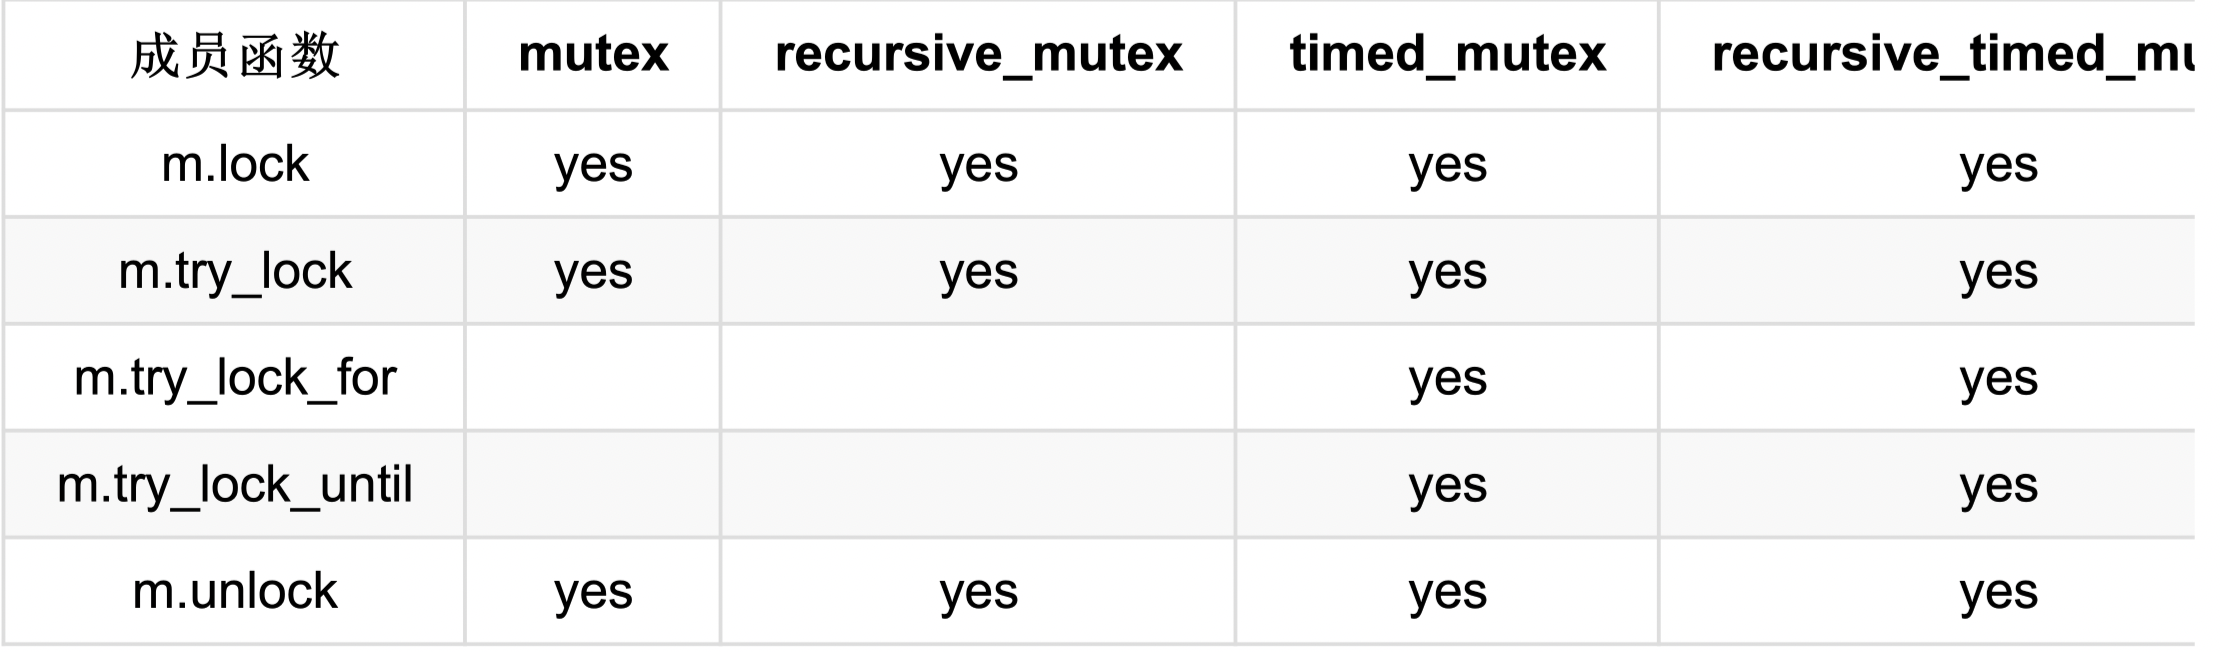 成员函数 mutex recursive_mutex timed_mutex recursive_timed_mu
m.lock yes yes yes yes
m.try_lock yes yes yes yes
m.try_lock_for yes yes
m.try_lock_until yes yes
m.unlock yes yes yes yes